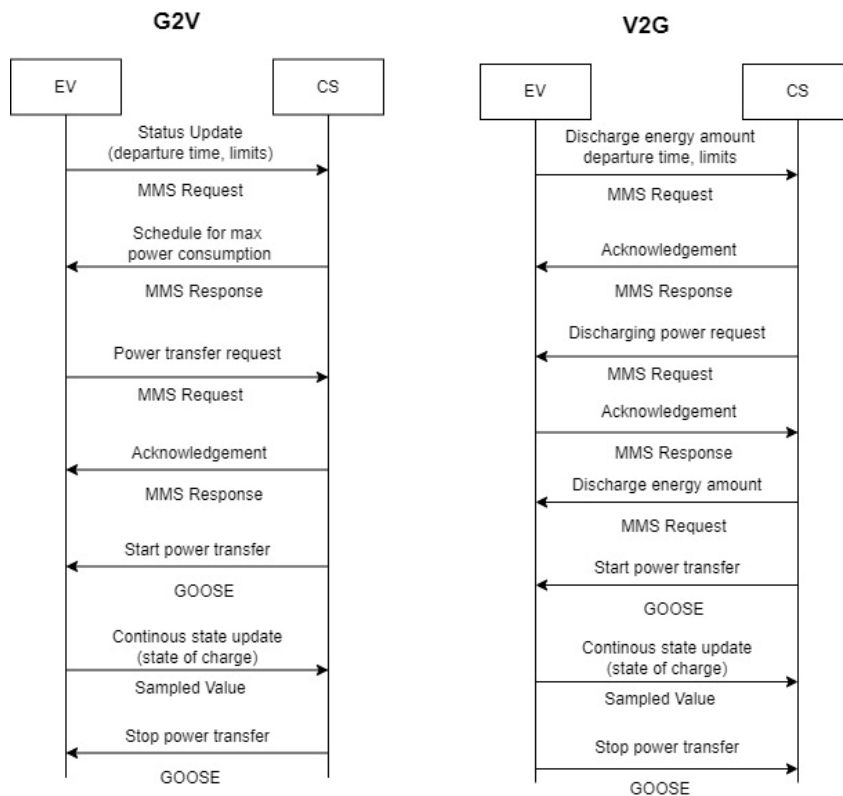 G2V
EV
CS
Status Update
(departure time, limits)
MMS Request
Schedule for max
power consumption
MMS Response
Power transfer request
MMS Request
Acknowledgement
MMS Response
Start power transfer
GOOSE
Continous state update
(state of charge)
Sampled Value
Stop power transfer
GOOSE
V2G
EV
CS
Discharge energy amount
departure time, limits
MMS Request
Acknowledgement
MMS Response
Discharging power request
MMS Request
Acknowledgement
MMS Response
Discharge energy amount
MMS Request
Start power transfer
GOOSE
Continous state update
(state of charge)
Sampled Value
Stop power transfer
GOOSE